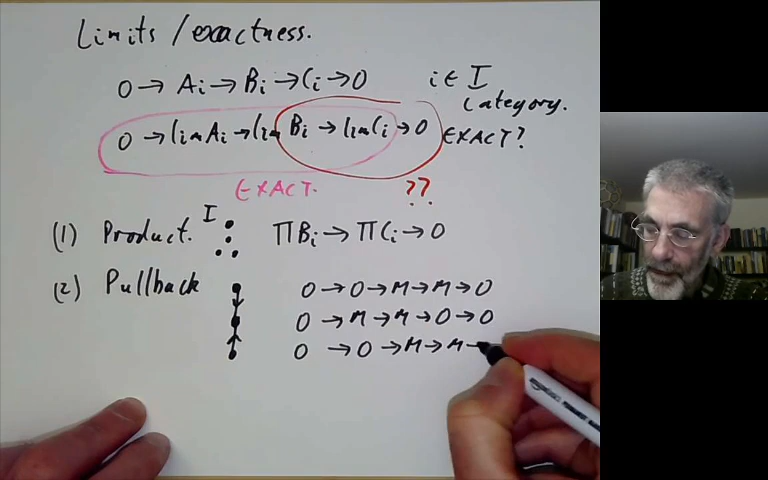 Limits / exactness.
0 → Ai → Bi → Ci → 0 i ∈ I
category.
0 → lim Ai → lim Bi → lim Ci → 0 EXACT?
EXACT. ??
(1) Product. I ΠBi → ΠCi → 0
(2) Pullback 0 → 0 → M → M → 0
0 → M → M → 0 → 0
0 → 0 → M → M →